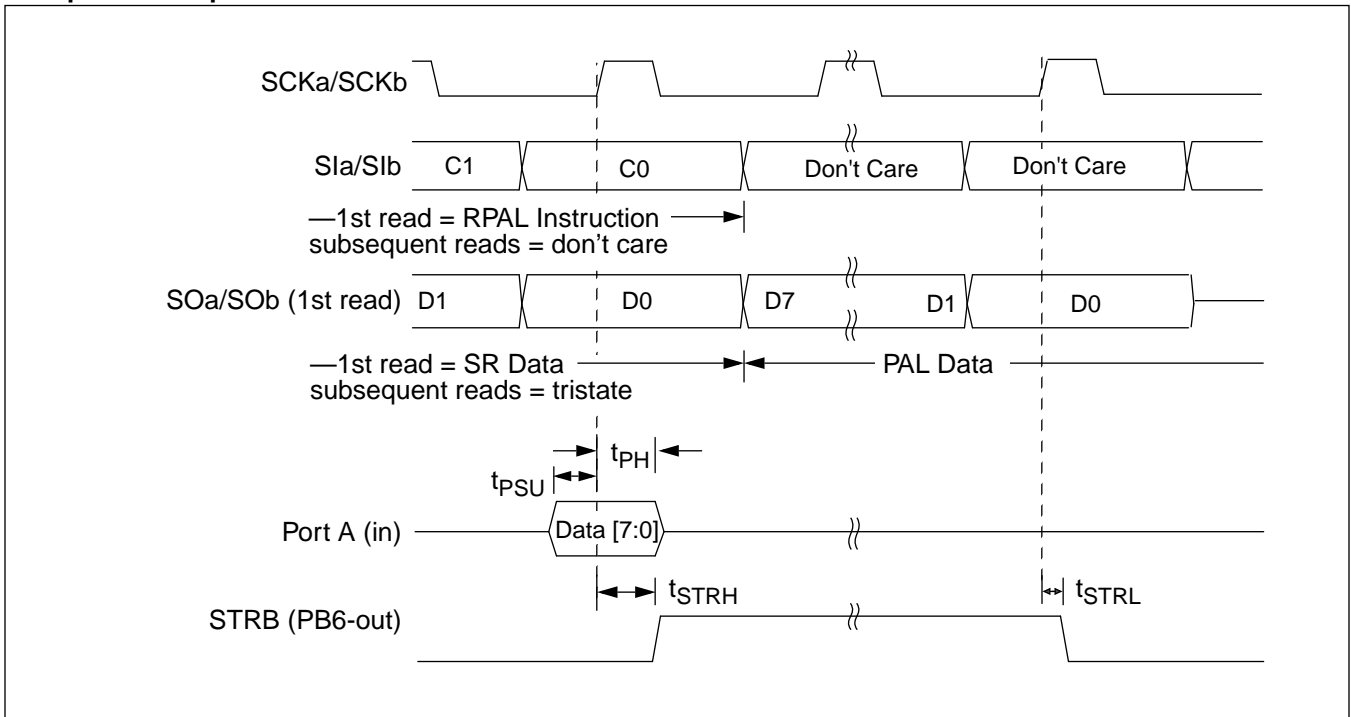 SCKa/SCKb
SIa/SIb C1 C0 Don't Care Don't Care
—1st read = RPAL Instruction
subsequent reads = don't care
SOa/SOb (1st read) D1 D0 D7 D1 D0
—1st read = SR Data PAL Data
subsequent reads = tristate
tPH
tPSU
Port A (in) Data [7:0]
tSTRH tSTRL
STRB (PB6-out)